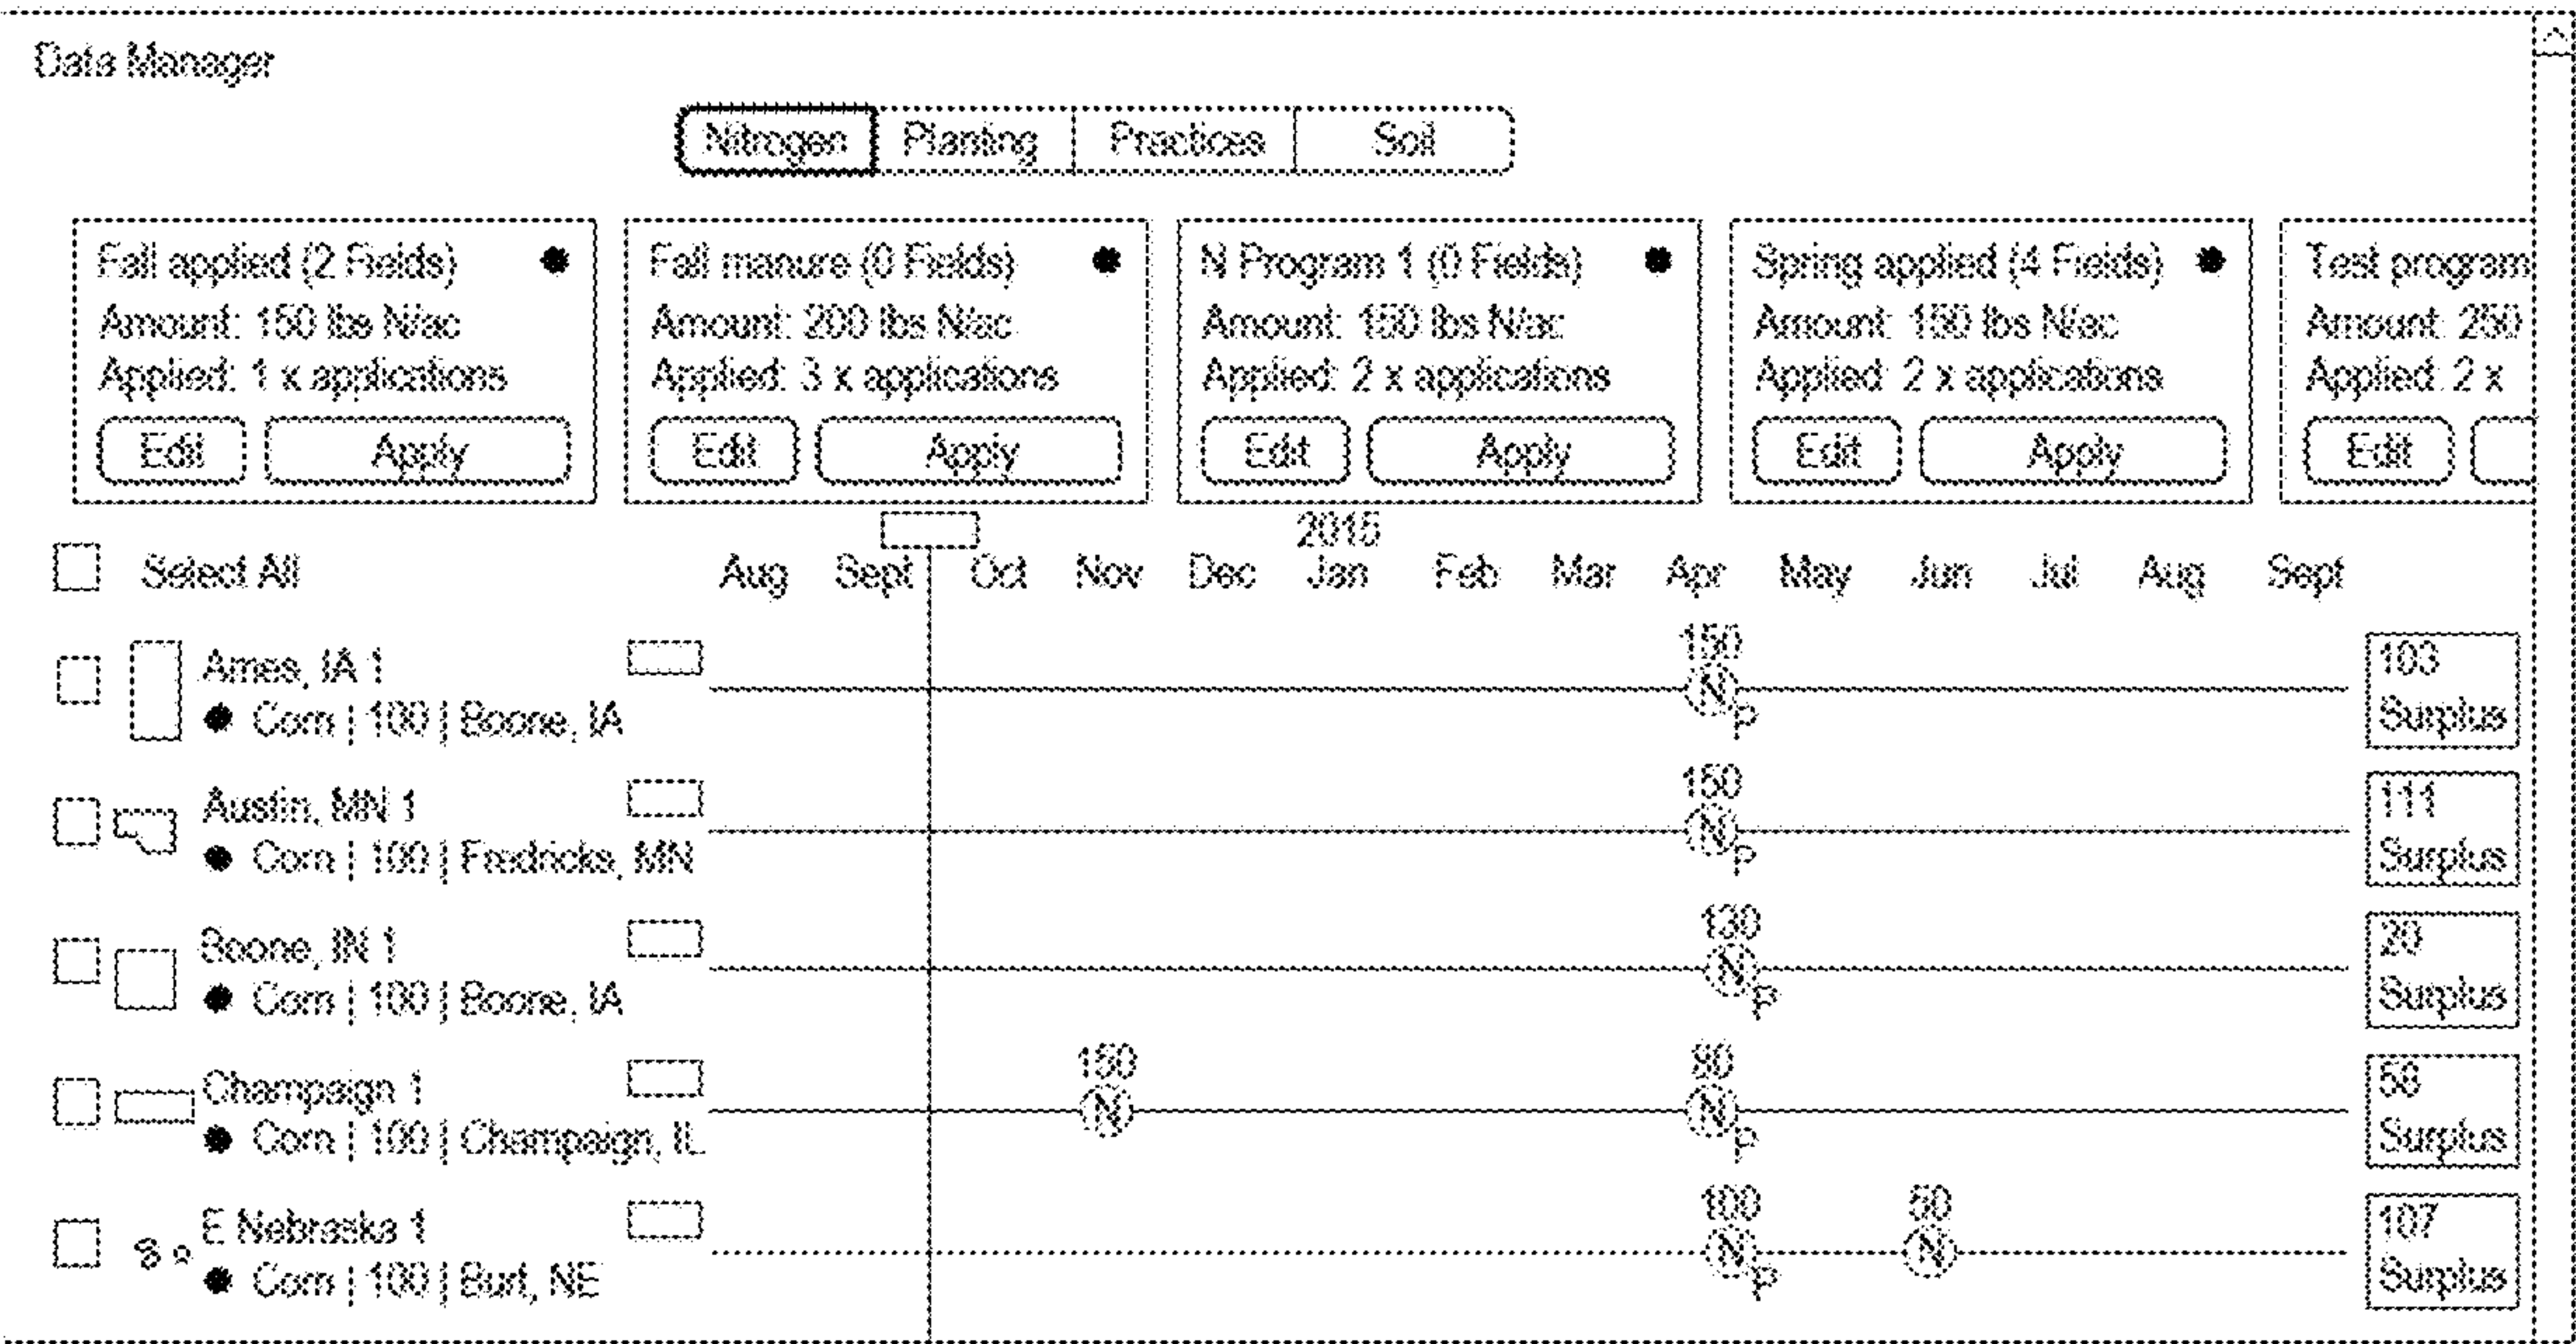 Data Manager
Nitrogen Planting Practices Soil
Fall applied (2 Fields)
Amount: 150 lbs N/ac
Applied: 1 x applications
Edit Apply
Fall manure (0 Fields)
Amount: 200 lbs N/ac
Applied: 3 x applications
Edit Apply
N Program 1 (0 Fields)
Amount: 150 lbs N/ac
Applied: 2 x applications
Edit Apply
Spring applied (4 Fields)
Amount: 150 lbs N/ac
Applied: 2 x applications
Edit Apply
Test program
Amount: 250
Applied: 2 x
Edit
2015
Select All Aug Sept Oct Nov Dec Jan Feb Mar Apr May Jun Jul Aug Sept
150
Ames, IA 1 N P 103 Surplus
Corn | 100 | Boone, IA
150
Austin, MN 1 N P 111 Surplus
Corn | 100 | Fredricks, MN
130
Boone, IN 1 N P 20 Surplus
Corn | 100 | Boone, IA
150 80
Champaign 1 N N P 58 Surplus
Corn | 100 | Champaign, IL
100 50
E Nebraska 1 N P N 107 Surplus
Corn | 100 | Burt, NE